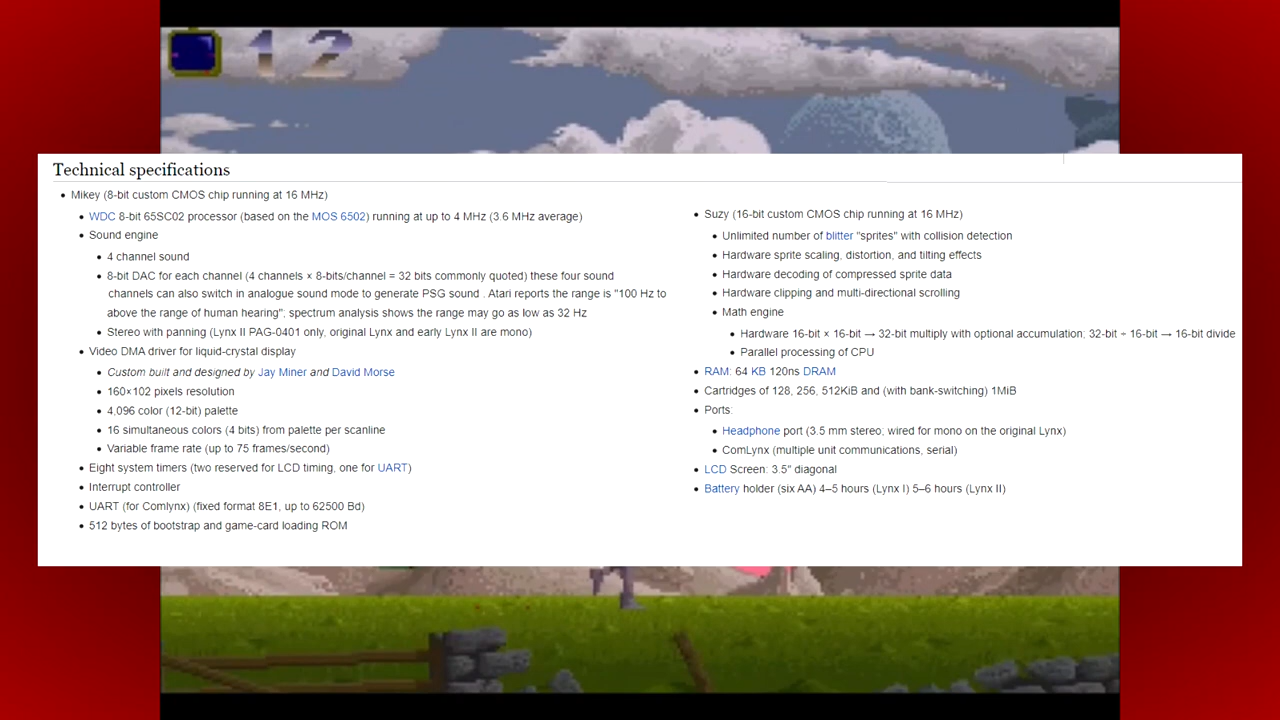 12
Technical specifications
Mikey (8-bit custom CMOS chip running at 16 MHz)
WDC 8-bit 65SC02 processor (based on the MOS 6502) running at up to 4 MHz (3.6 MHz average)
Sound engine
4 channel sound
8-bit DAC for each channel (4 channels × 8-bits/channel = 32 bits commonly quoted) these four sound
channels can also switch in analogue sound mode to generate PSG sound . Atari reports the range is "100 Hz to
above the range of human hearing"; spectrum analysis shows the range may go as low as 32 Hz
Stereo with panning (Lynx II PAG-0401 only, original Lynx and early Lynx II are mono)
Video DMA driver for liquid-crystal display
Custom built and designed by Jay Miner and David Morse
160×102 pixels resolution
4,096 color (12-bit) palette
16 simultaneous colors (4 bits) from palette per scanline
Variable frame rate (up to 75 frames/second)
Eight system timers (two reserved for LCD timing, one for UART)
Interrupt controller
UART (for Comlynx) (fixed format 8E1, up to 62500 Bd)
512 bytes of bootstrap and game-card loading ROM
Suzy (16-bit custom CMOS chip running at 16 MHz)
Unlimited number of blitter "sprites" with collision detection
Hardware sprite scaling, distortion, and tilting effects
Hardware decoding of compressed sprite data
Hardware clipping and multi-directional scrolling
Math engine
Hardware 16-bit × 16-bit → 32-bit multiply with optional accumulation; 32-bit ÷ 16-bit → 16-bit divide
Parallel processing of CPU
RAM: 64 KB 120ns DRAM
Cartridges of 128, 256, 512KiB and (with bank-switching) 1MiB
Ports:
Headphone port (3.5 mm stereo; wired for mono on the original Lynx)
ComLynx (multiple unit communications, serial)
LCD Screen: 3.5" diagonal
Battery holder (six AA) 4–5 hours (Lynx I) 5–6 hours (Lynx II)